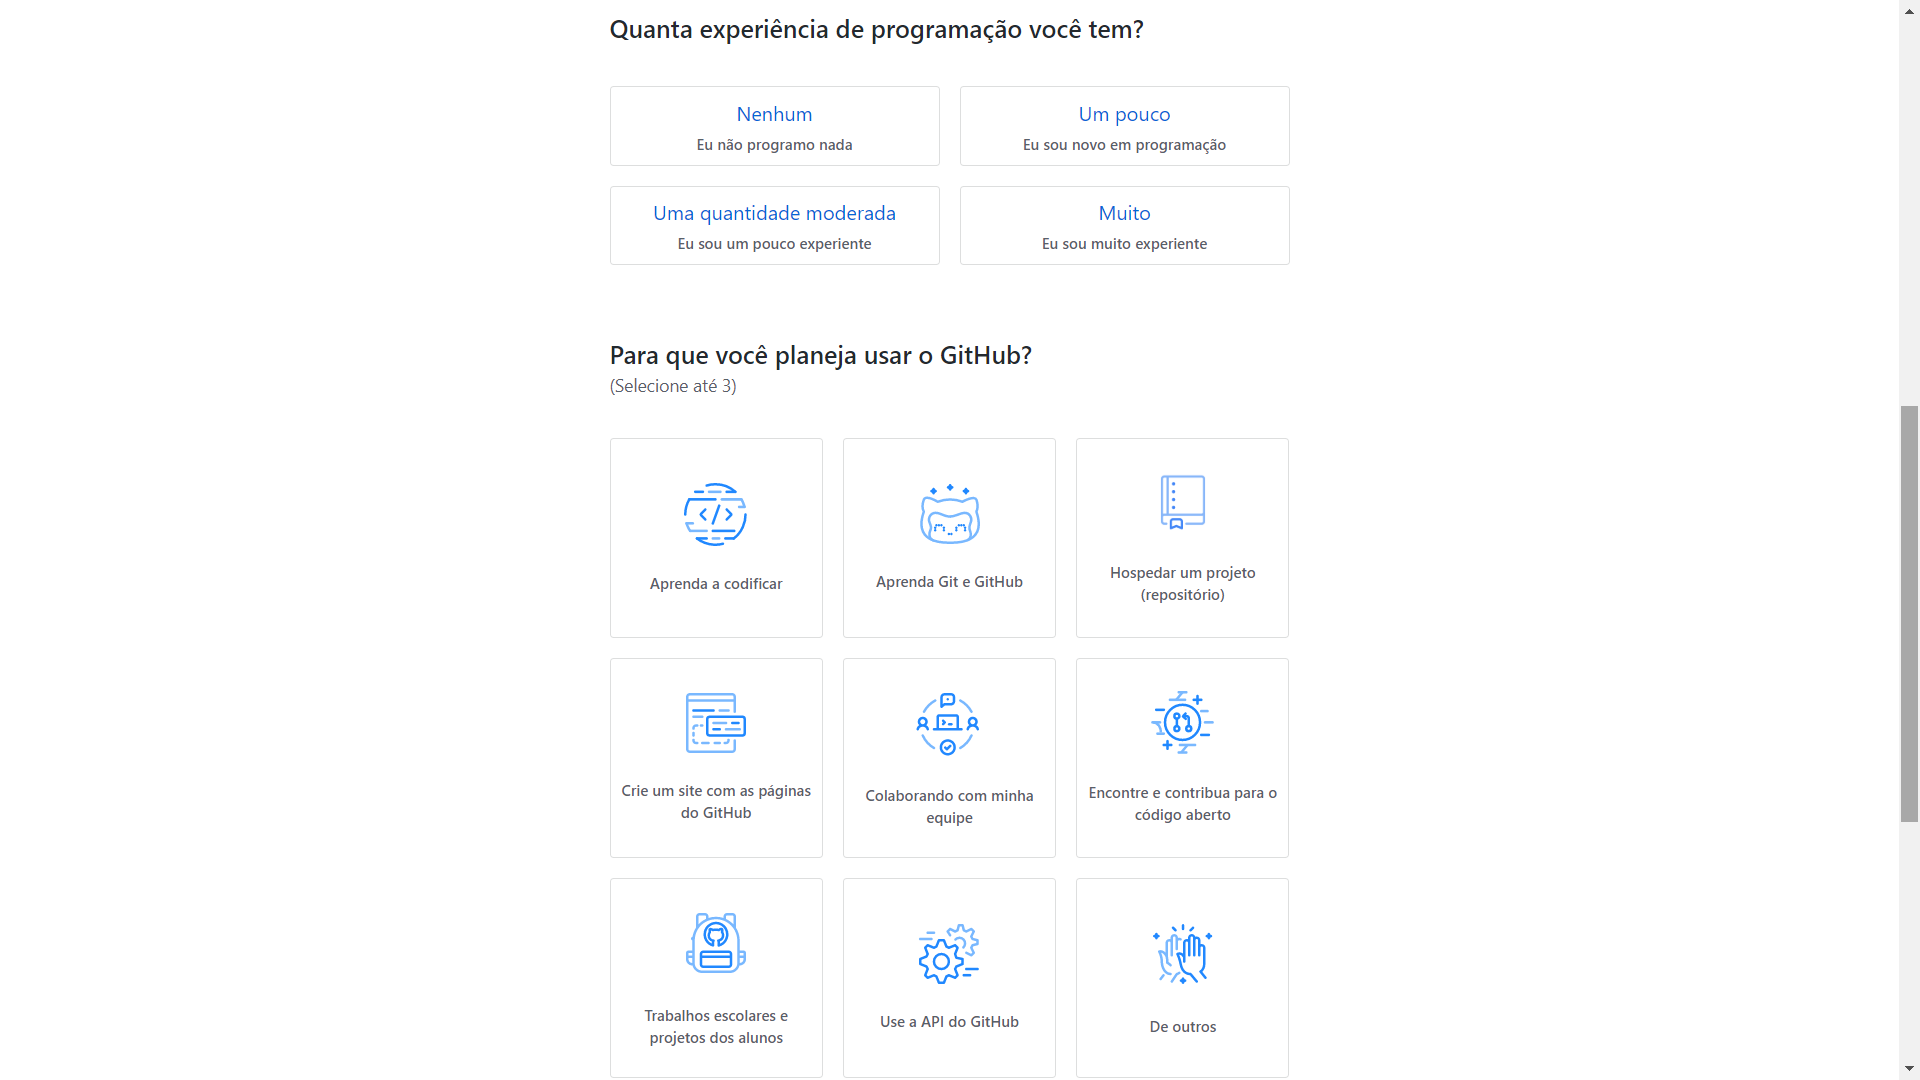 Quanta experiência de programação você tem?
Nenhum
Eu não programo nada
Um pouco
Eu sou novo em programação
Uma quantidade moderada
Eu sou um pouco experiente
Muito
Eu sou muito experiente
Para que você planeja usar o GitHub?
(Selecione até 3)
Aprenda a codificar
Aprenda Git e GitHub
Hospedar um projeto
(repositório)
Crie um site com as páginas
do GitHub
Colaborando com minha
equipe
Encontre e contribua para o
código aberto
Trabalhos escolares e
projetos dos alunos
Use a API do GitHub
De outros